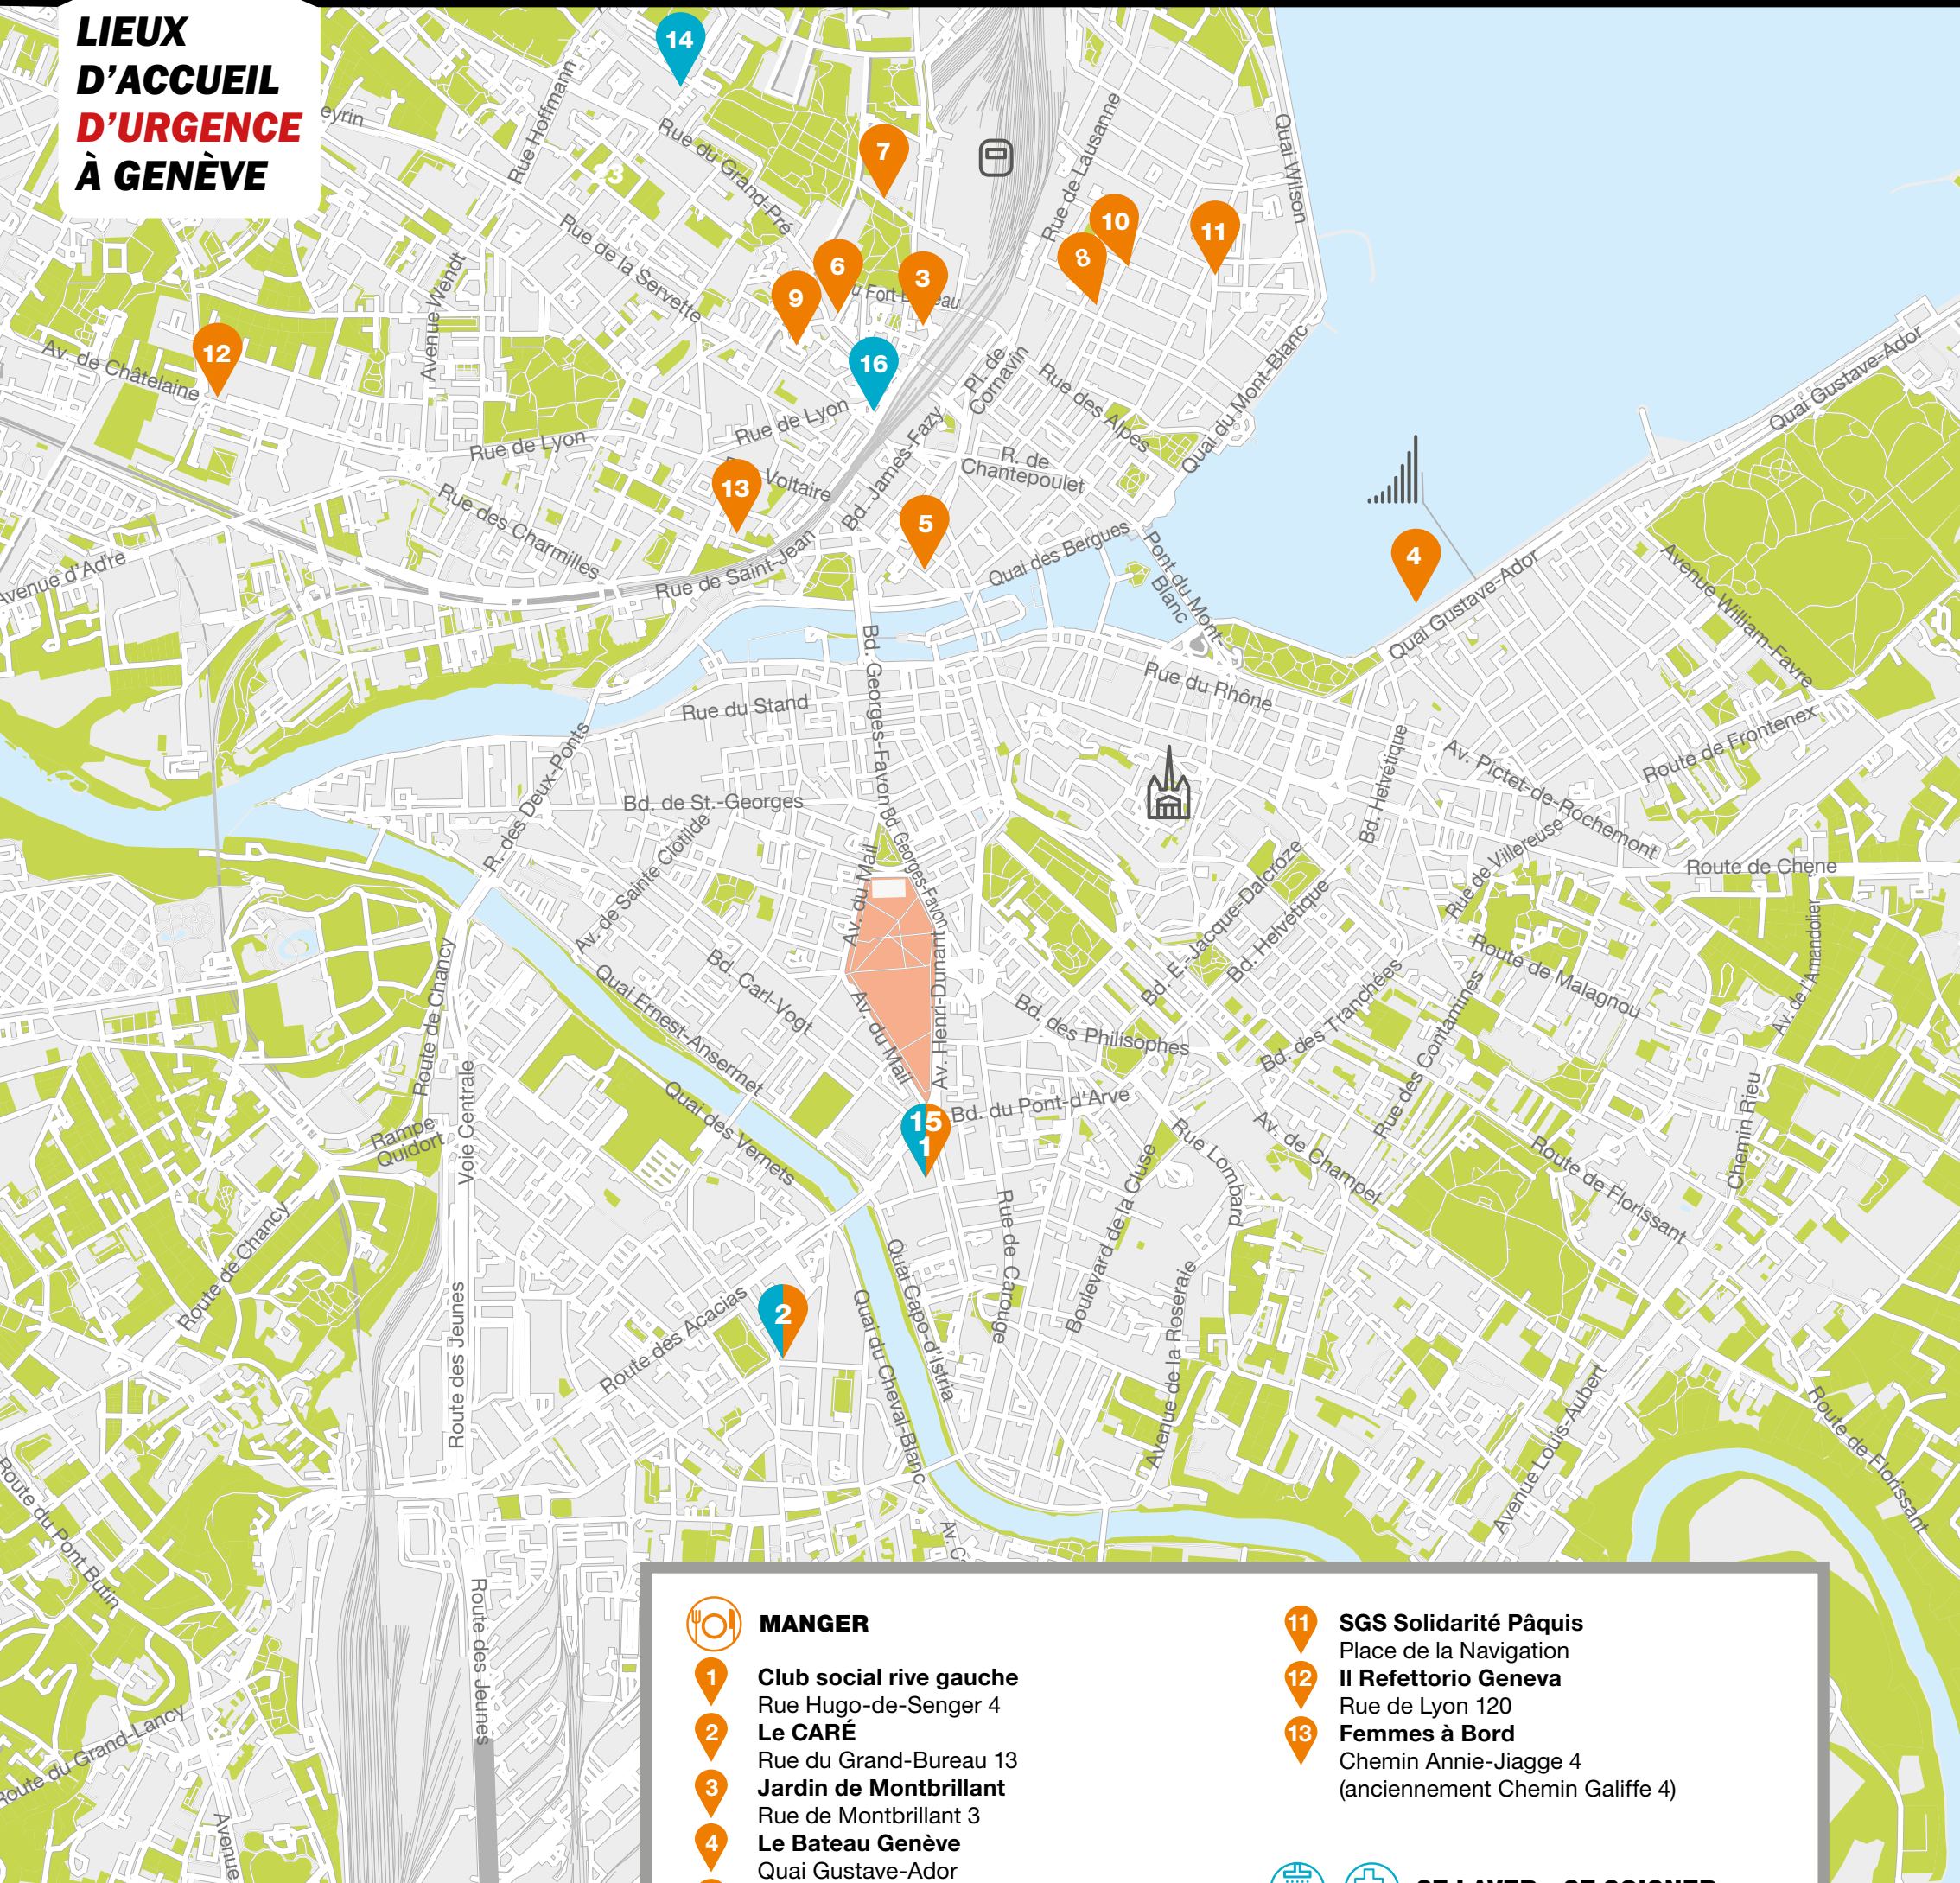 LIEUX
D'ACCUEIL
D'URGENCE
À GENÈVE
14
eyrin
Rue Hoffmann
Rue du Grand-Pré
7
Rue de Lausanne
Quai Wilson
23
10
11
8
Rue de la Servette
Avenue Wendt
6
3
9
u Fort-B
eau
12
Av. de Châtelaine
16
Pl. de
Cornavin
Rue des Alpes
Quai du Mont-Blanc
Quai Gustave-Ador
Rue de Lyon
Rue de Lyon
Bd. James-Fazy
R. de
Chantepoulet
13
Voltaire
Rue des Charmilles
5
Quai des Bergues
Pont du Mont
Blanc
4
Avenue d'Adre
Rue de Saint-Jean
Quai Gustave-Ador
Avenue William-Favre
Bd. Georges-Favon
Rue du Rhône
Rue du Stand
R. des Deux-Ponts
Bd. Helvétique
Av. Pictet-de-Rochemont
Route de Frontenex
Bd. de St.-Georges
Av. de Sainte Clotilde
Bd. Georges-Favon
Rue de Villereuse
Route de Chene
Av. du Mail
Bd. E.-Jacque-Dalcroze
Bd. Helvétique
Av. de l'Amandolier
Route de Chancy
Quai Ernest-Ansermet
Bd. Carl-Vogt
Av. du Mail
Av. Henri-Dunant
Bd. des Philisophes
Bd. des Tranchées
Rue des Contamines
Route de Malagnou
Voie Centrale
Quai des Vernets
Rampe
Quidort
15
1
Bd. du Pont-d'Arve
Rue Lombard
Av. de Champel
Chemin Rieu
Route de Florissant
Route de Chancy
Boulevard de la Cluse
Rue de Carouge
Quai Capo-d'Istria
2
Route des Acacias
Quai du Cheval-Blanc
Avenue de la Roseraie
Route des Jeunes
Avenue Louis-Aubert
Route de Florissant
Route du Pont Butin
Av. C
Route des Jeunes
Route du Grand-Lancy
Avenue
MANGER
1 Club social rive gauche
Rue Hugo-de-Senger 4
2 Le CARÉ
Rue du Grand-Bureau 13
3 Jardin de Montbrillant
Rue de Montbrillant 3
4 Le Bateau Genève
Quai Gustave-Ador
11 SGS Solidarité Pâquis
Place de la Navigation
12 Il Refettorio Geneva
Rue de Lyon 120
13 Femmes à Bord
Chemin Annie-Jiagge 4
(anciennement Chemin Galiffe 4)